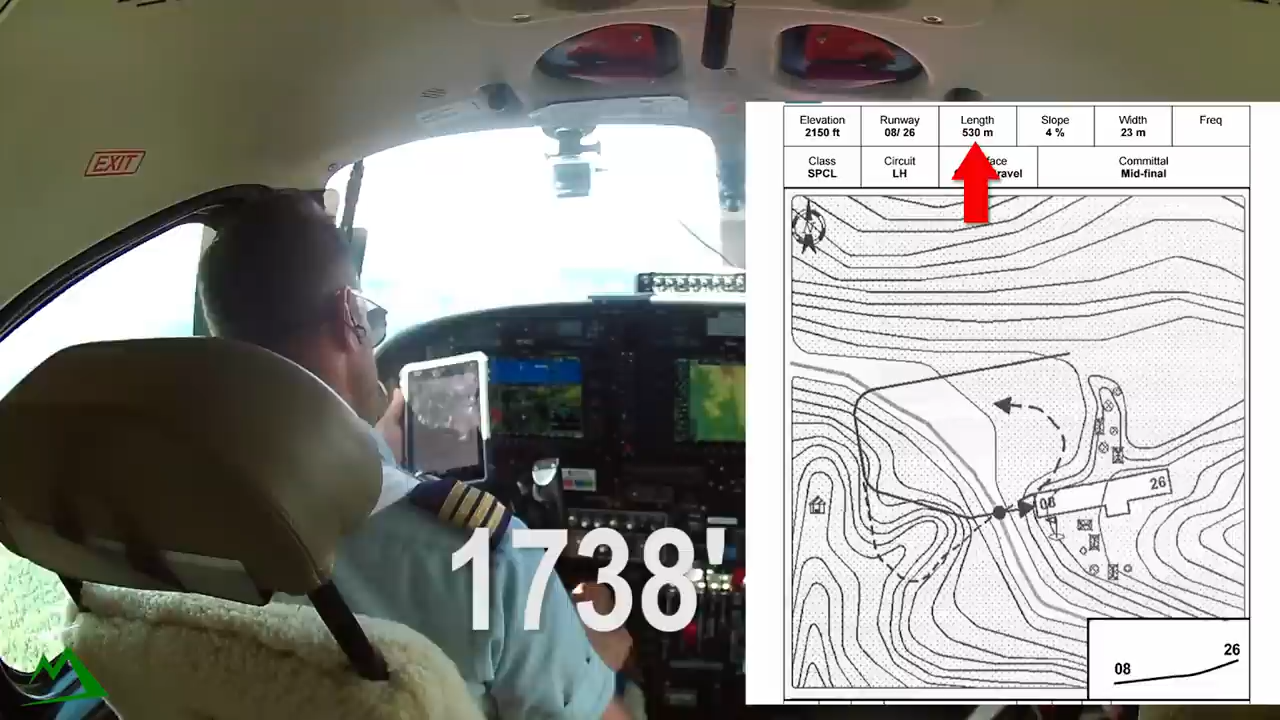 EXIT
1738'
Elevation Runway Length Slope Width Freq
2150 ft 08/ 26 530 m 4 % 23 m
Class Circuit face Committal
SPCL LH ravel Mid-final
08
26
08
26